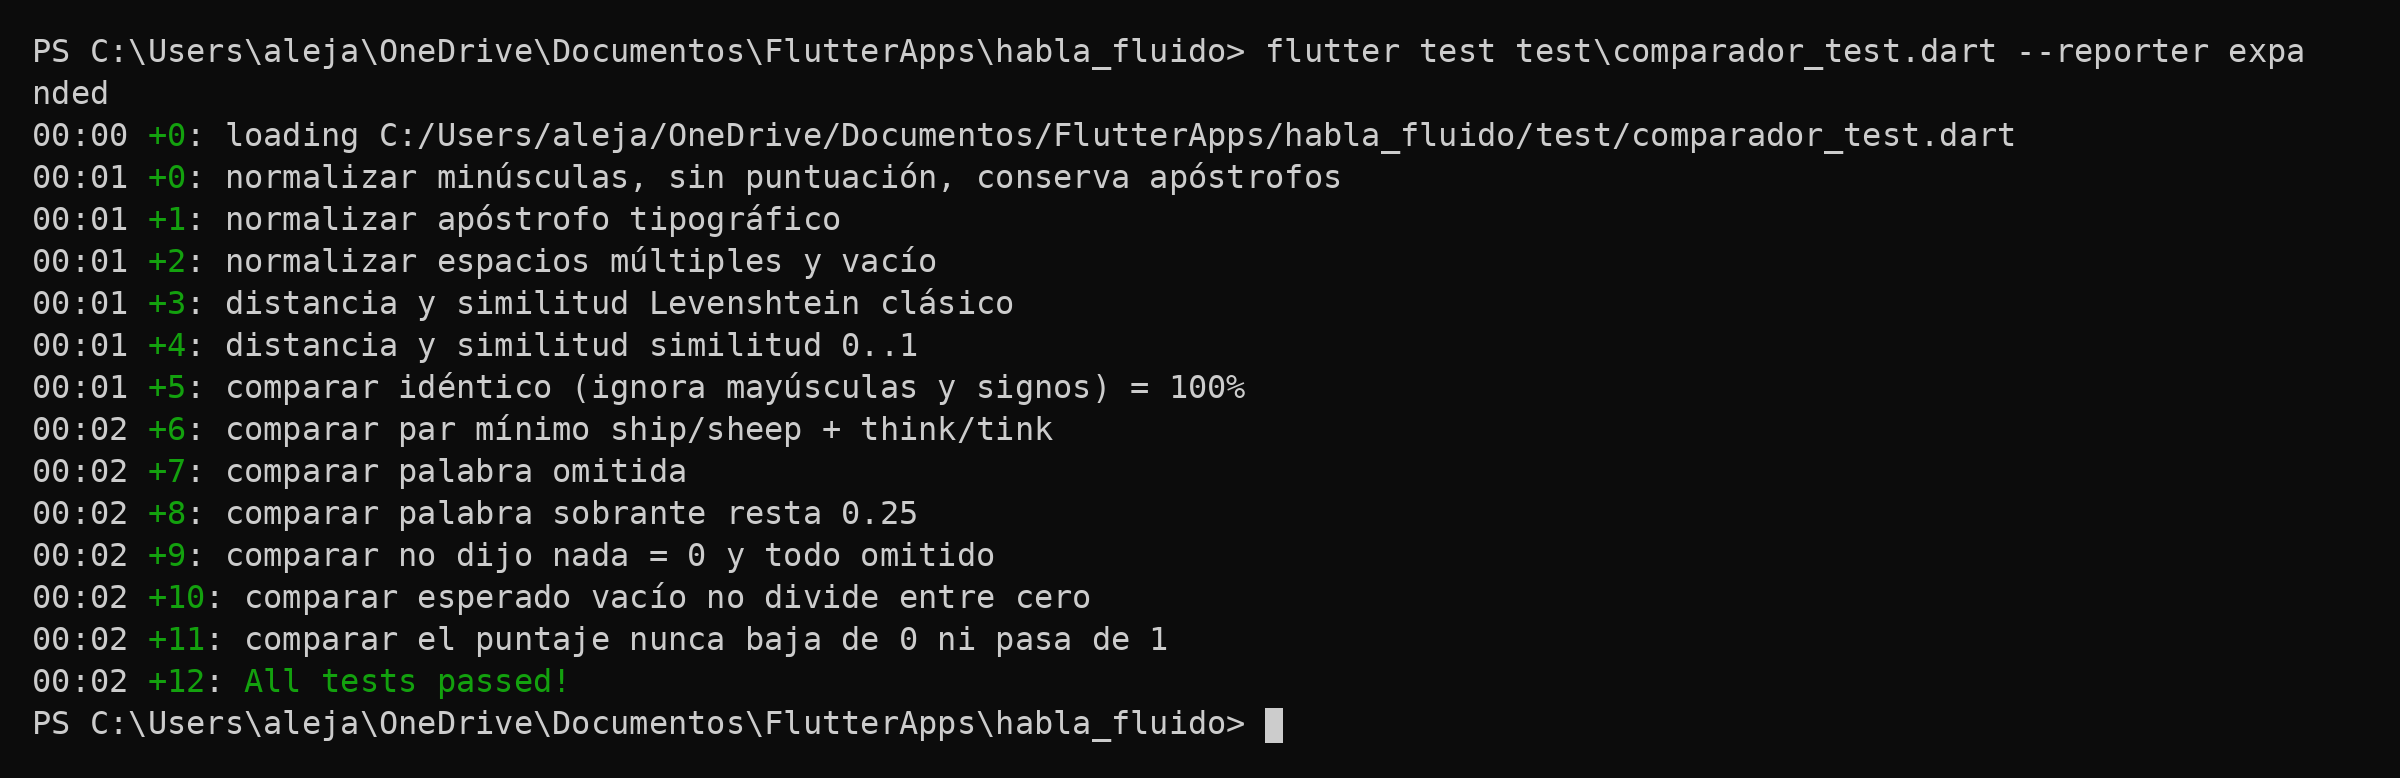 PS C:\Users\aleja\OneDrive\Documentos\FlutterApps\habla_fluido> flutter test test\comparador_test.dart --reporter expa
nded
00:00 +0: loading C:/Users/aleja/OneDrive/Documentos/FlutterApps/habla_fluido/test/comparador_test.dart
00:01 +0: normalizar minúsculas, sin puntuación, conserva apóstrofos
00:01 +1: normalizar apóstrofo tipográfico
00:01 +2: normalizar espacios múltiples y vacío
00:01 +3: distancia y similitud Levenshtein clásico
00:01 +4: distancia y similitud similitud 0..1
00:01 +5: comparar idéntico (ignora mayúsculas y signos) = 100%
00:02 +6: comparar par mínimo ship/sheep + think/tink
00:02 +7: comparar palabra omitida
00:02 +8: comparar palabra sobrante resta 0.25
00:02 +9: comparar no dijo nada = 0 y todo omitido
00:02 +10: comparar esperado vacío no divide entre cero
00:02 +11: comparar el puntaje nunca baja de 0 ni pasa de 1
00:02 +12: All tests passed!
PS C:\Users\aleja\OneDrive\Documentos\FlutterApps\habla_fluido>